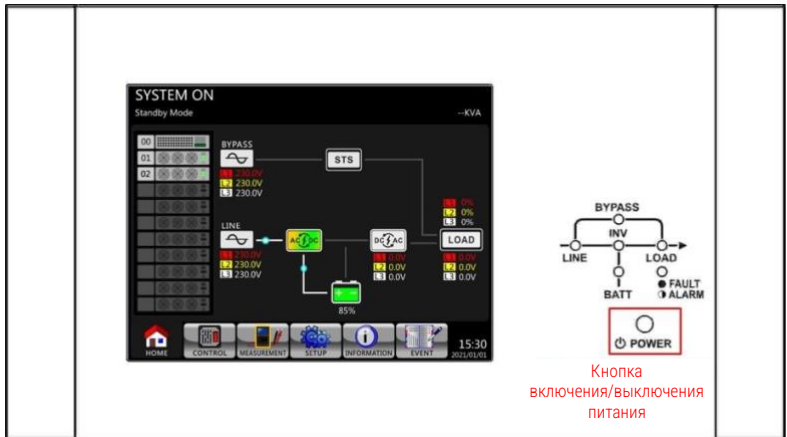 SYSTEM ON
Standby Mode
--KVA
00
01
02
BYPASS
L1 230.0V
L2 230.0V
L3 230.0V
STS
LINE
L1 230.0V
L2 230.0V
L3 230.0V
AC DC
DC AC
L1 0.0V
L2 0.0V
L3 0.0V
L1 0%
L2 0%
L3 0%
LOAD
L1 0.0V
L2 0.0V
L3 0.0V
85%
HOME
CONTROL
MEASUREMENT
SETUP
INFORMATION
EVENT
15:30
2021/01/01
BYPASS
INV
LINE
LOAD
BATT
FAULT
ALARM
POWER
Кнопка
включения/выключения
питания